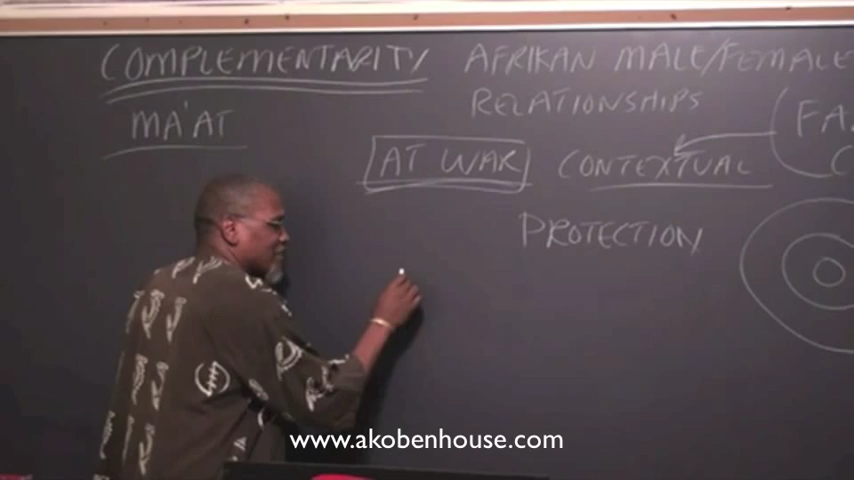 COMPLEMENTARITY AFRIKAN MALE/FEMALE
RELATIONSHIPS
MA'AT
AT WAR CONTEXTUAL
PROTECTION
www.akobenhouse.com